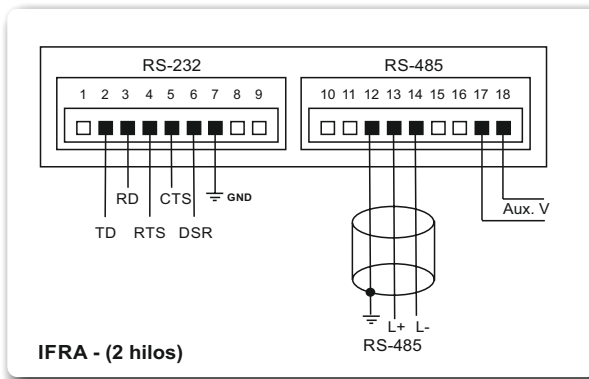 RS-232 RS-485
1 2 3 4 5 6 7 8 9 10 11 12 13 14 15 16 17 18
RD CTS GND
TD RTS DSR
Aux. V
L+ L-
RS-485
IFRA - (2 hilos)